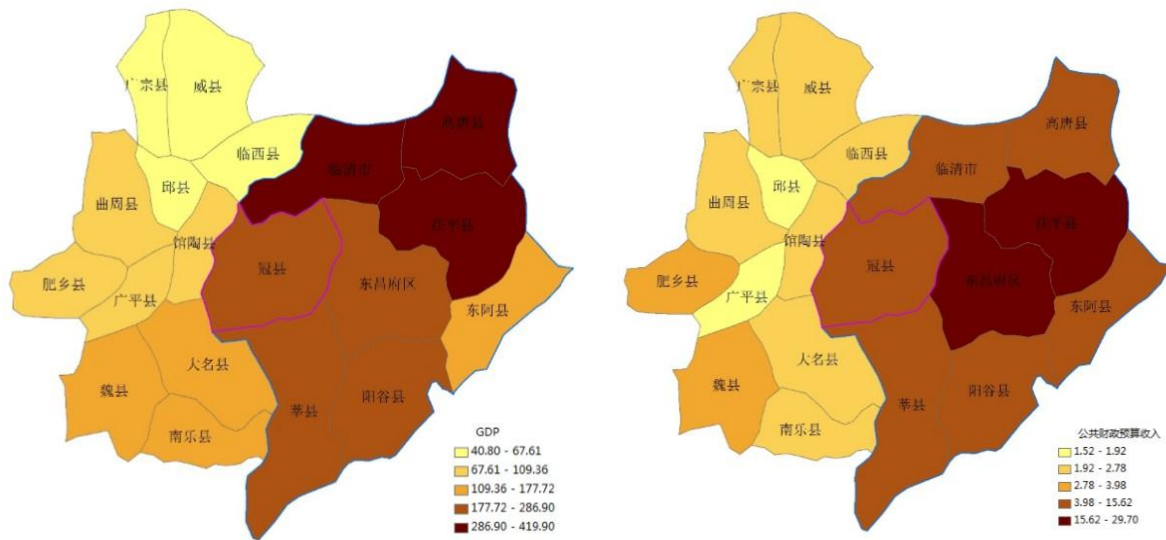 广宗县
威县
临西县
邱县
曲周县
馆陶县
肥乡县
广平县
大名县
魏县
南乐县
高唐县
临清市
茌平县
冠县
东昌府区
东阿县
莘县
阳谷县
GDP
40.80 - 67.61
67.61 - 109.36
109.36 - 177.72
177.72 - 286.90
286.90 - 419.90
广宗县
威县
临西县
邱县
曲周县
馆陶县
肥乡县
广平县
大名县
魏县
南乐县
高唐县
临清市
茌平县
冠县
东昌府区
东阿县
莘县
阳谷县
公共财政预算收入
1.52 - 1.92
1.92 - 2.78
2.78 - 3.98
3.98 - 15.62
15.62 - 29.70